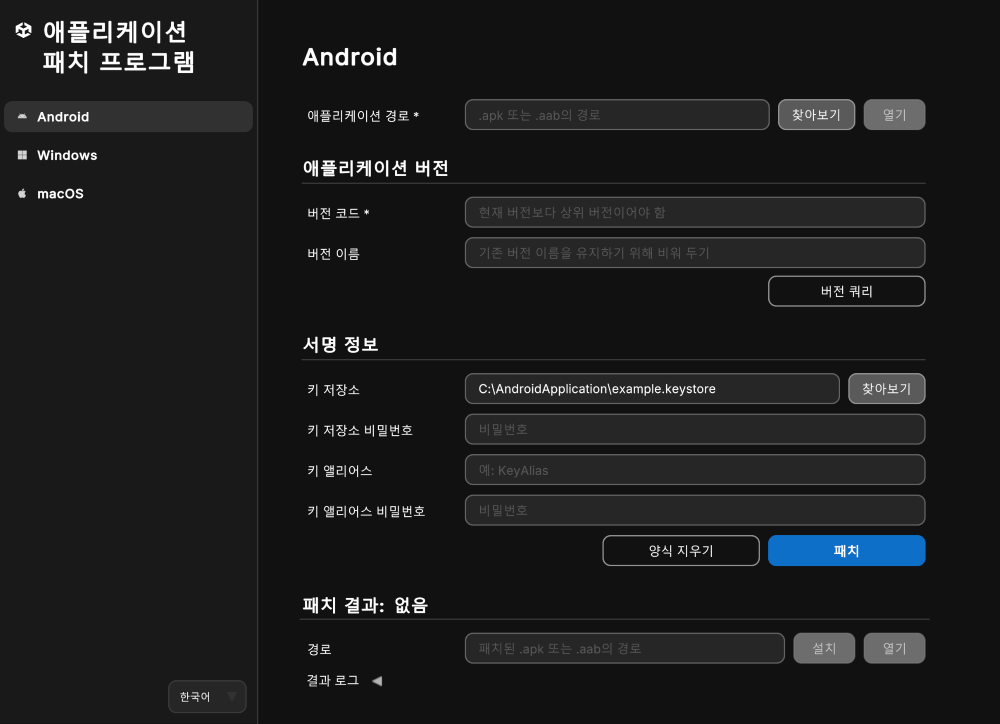 애플리케이션
패치 프로그램
Android
Windows
macOS
한국어
Android
애플리케이션 경로 *
.apk 또는 .aab의 경로
찾아보기
열기
애플리케이션 버전
버전 코드 *
현재 버전보다 상위 버전이어야 함
버전 이름
기존 버전 이름을 유지하기 위해 비워 두기
버전 쿼리
서명 정보
키 저장소
C:\AndroidApplication\example.keystore
찾아보기
키 저장소 비밀번호
비밀번호
키 앨리어스
예: KeyAlias
키 앨리어스 비밀번호
비밀번호
양식 지우기
패치
패치 결과: 없음
경로
패치된 .apk 또는 .aab의 경로
설치
열기
결과 로그